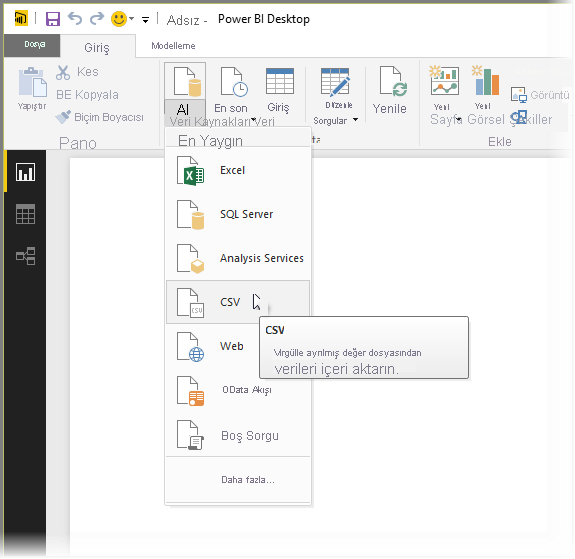 Adsız - Power BI Desktop
Dosya Giriş Modelleme
Yapıştır
Kes
BE Kopyala
Biçim Boyacısı
Pano
Al
En son
Giriş
Düzenle
Sorgular
Yenile
Veri Kaynakları Veri
Yeni Yeni
Sayfa Görsel Şekiller
Görüntü
Ekle
En Yaygın
Excel
SQL Server
Analysis Services
CSV
CSV
Web
CSV
Virgülle ayrılmış değer dosyasından
verileri içeri aktarın.
OData Akışı
Boş Sorgu
Daha fazla...